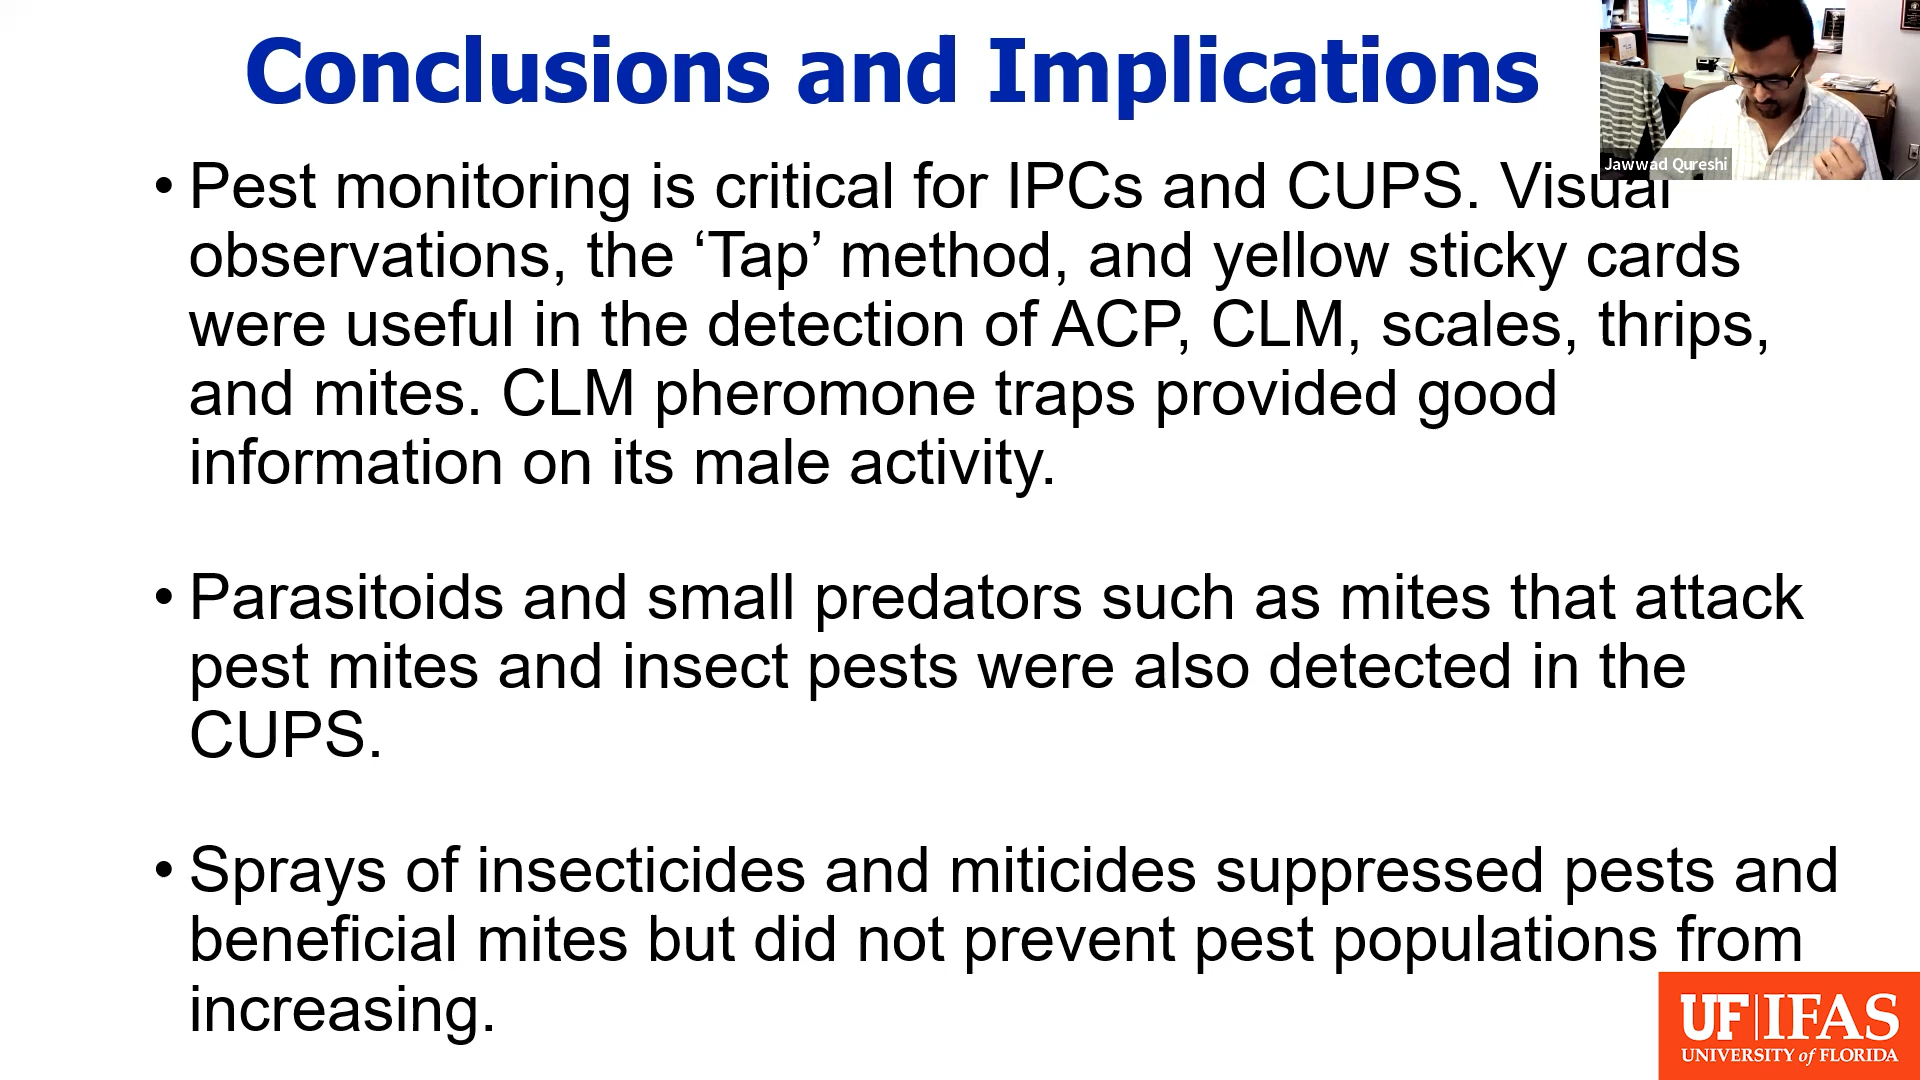 Conclusions and Implications
Jawwad Qureshi
• Pest monitoring is critical for IPCs and CUPS. Visual
observations, the ‘Tap’ method, and yellow sticky cards
were useful in the detection of ACP, CLM, scales, thrips,
and mites. CLM pheromone traps provided good
information on its male activity.
• Parasitoids and small predators such as mites that attack
pest mites and insect pests were also detected in the
CUPS.
• Sprays of insecticides and miticides suppressed pests and
beneficial mites but did not prevent pest populations from
increasing.
UF|IFAS
UNIVERSITY of FLORIDA